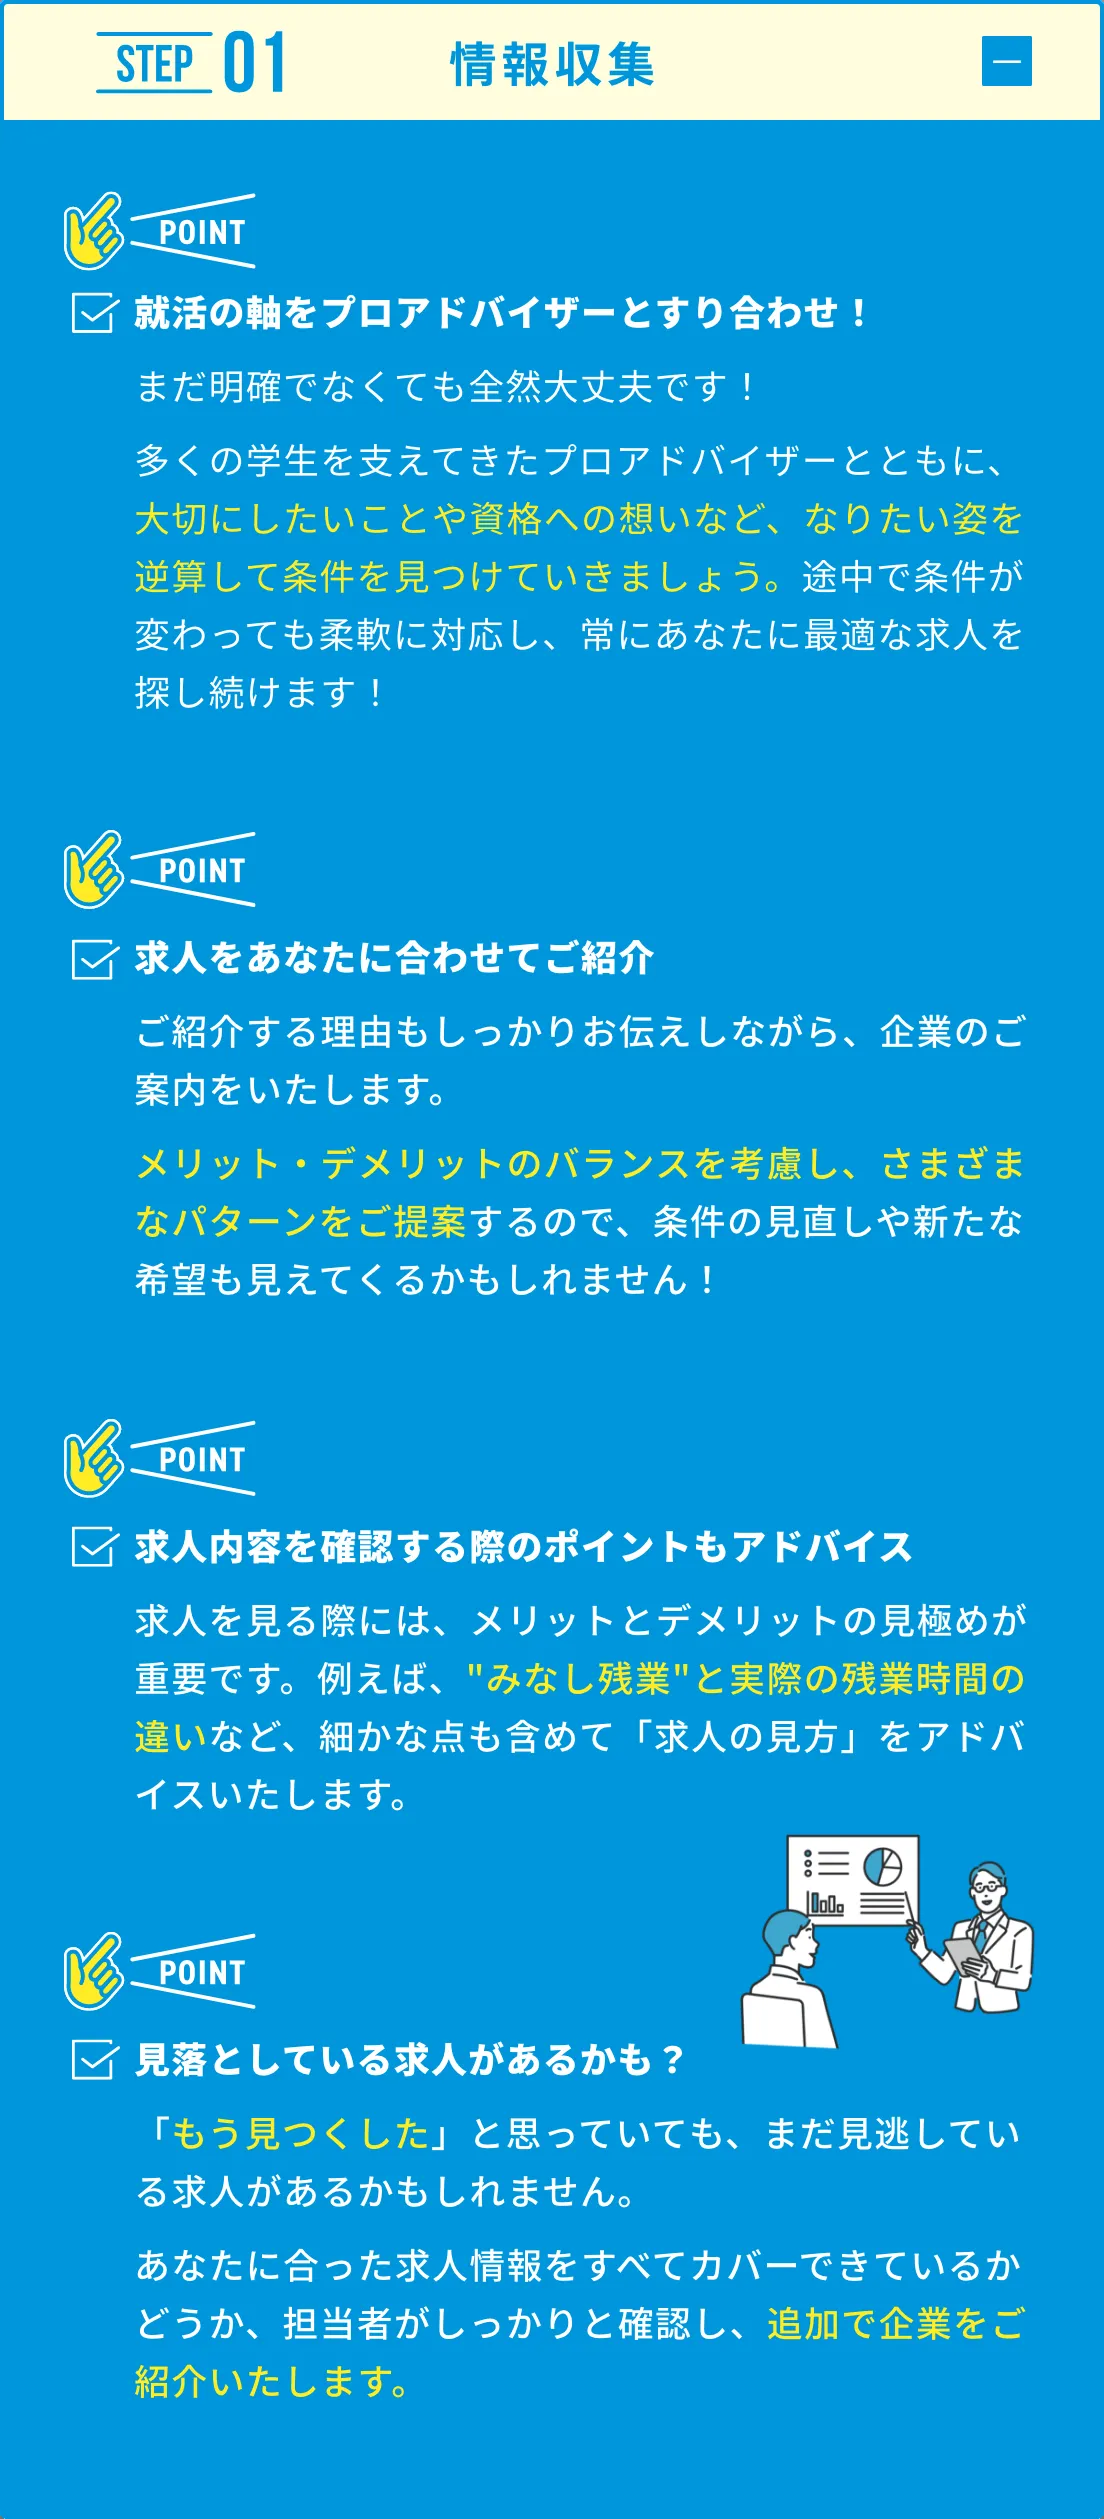 STEP 01 情報収集
POINT
就活の軸をプロアドバイザーとすり合わせ！
まだ明確でなくても全然大丈夫です！
多くの学生を支えてきたプロアドバイザーとともに、
大切にしたいことや資格への想いなど、なりたい姿を
逆算して条件を見つけていきましょう。途中で条件が
変わっても柔軟に対応し、常にあなたに最適な求人を
探し続けます！
POINT
求人をあなたに合わせてご紹介
ご紹介する理由もしっかりお伝えしながら、企業のご
案内をいたします。
メリット・デメリットのバランスを考慮し、さまざま
なパターンをご提案するので、条件の見直しや新たな
希望も見えてくるかもしれません！
POINT
求人内容を確認する際のポイントもアドバイス
求人を見る際には、メリットとデメリットの見極めが
重要です。例えば、"みなし残業"と実際の残業時間の
違いなど、細かな点も含めて「求人の見方」をアドバ
イスいたします。
POINT
見落としている求人があるかも？
「もう見つくした」と思っていても、まだ見逃してい
る求人があるかもしれません。
あなたに合った求人情報をすべてカバーできているか
どうか、担当者がしっかりと確認し、追加で企業をご
紹介いたします。